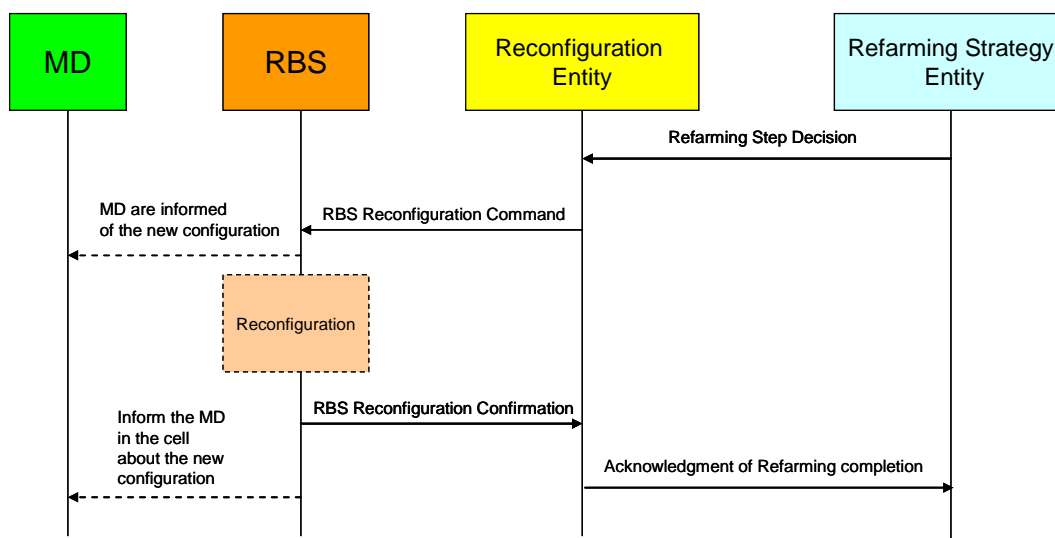 MD
RBS
Reconfiguration
Entity
Refarming Strategy
Entity
Refarming Step Decision
MD are informed
of the new configuration
RBS Reconfiguration Command
Reconfiguration
RBS Reconfiguration Confirmation
Inform the MD
in the cell
about the new
configuration
Acknowledgment of Refarming completion